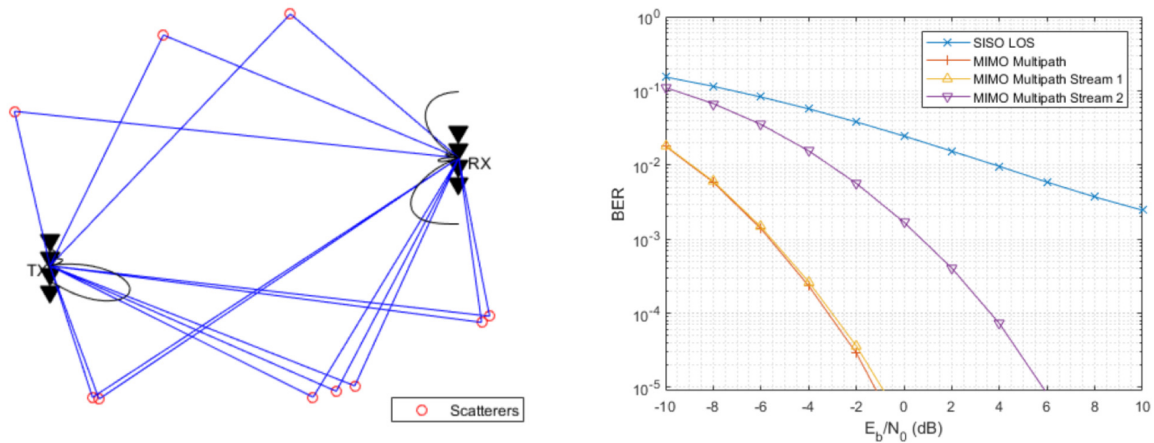 TX
RX
Scatterers
10^0
10^-1
10^-2
10^-3
10^-4
10^-5
BER
SISO LOS
MIMO Multipath
MIMO Multipath Stream 1
MIMO Multipath Stream 2
-10 -8 -6 -4 -2 0 2 4 6 8 10
E_b/N_0 (dB)